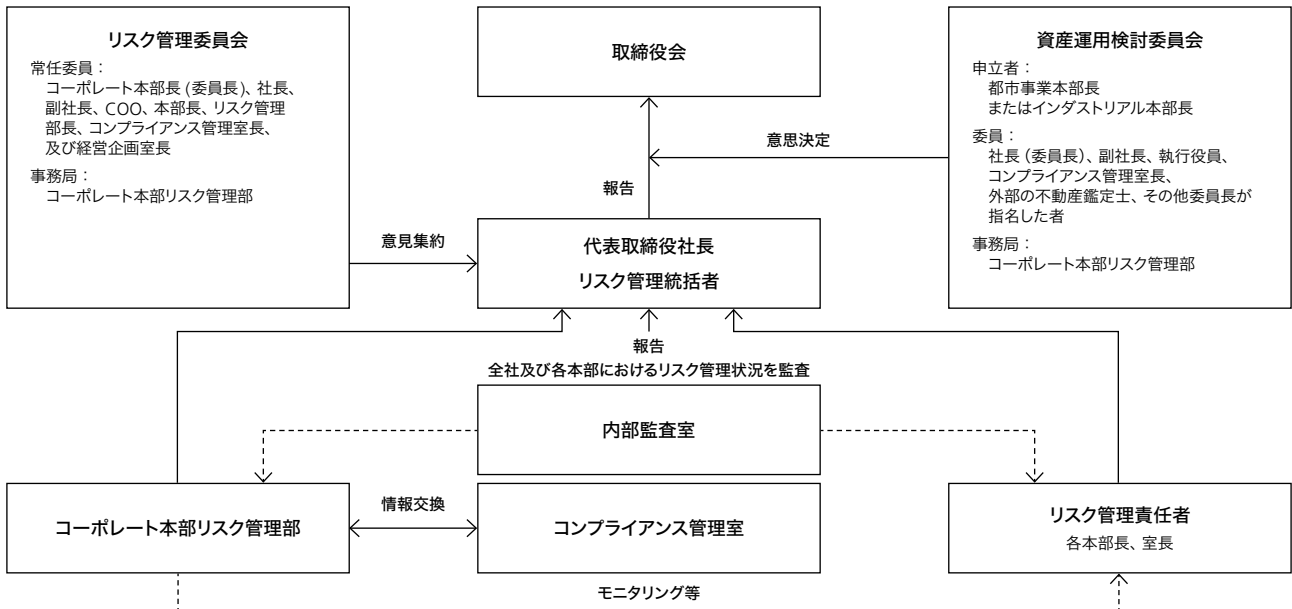 リスク管理委員会
常任委員：
コーポレート本部長（委員長）、社長、
副社長、COO、本部長、リスク管理
部長、コンプライアンス管理室長、
及び経営企画室長
事務局：
コーポレート本部リスク管理部
取締役会
資産運用検討委員会
申立者：
都市事業本部長
またはインダストリアル本部長
委員：
社長（委員長）、副社長、執行役員、
コンプライアンス管理室長、
外部の不動産鑑定士、その他委員長が
指名した者
事務局：
コーポレート本部リスク管理部
意思決定
報告
意見集約
代表取締役社長
リスク管理統括者
報告
全社及び各本部におけるリスク管理状況を監査
内部監査室
コーポレート本部リスク管理部
情報交換
コンプライアンス管理室
リスク管理責任者
各本部長、室長
モニタリング等